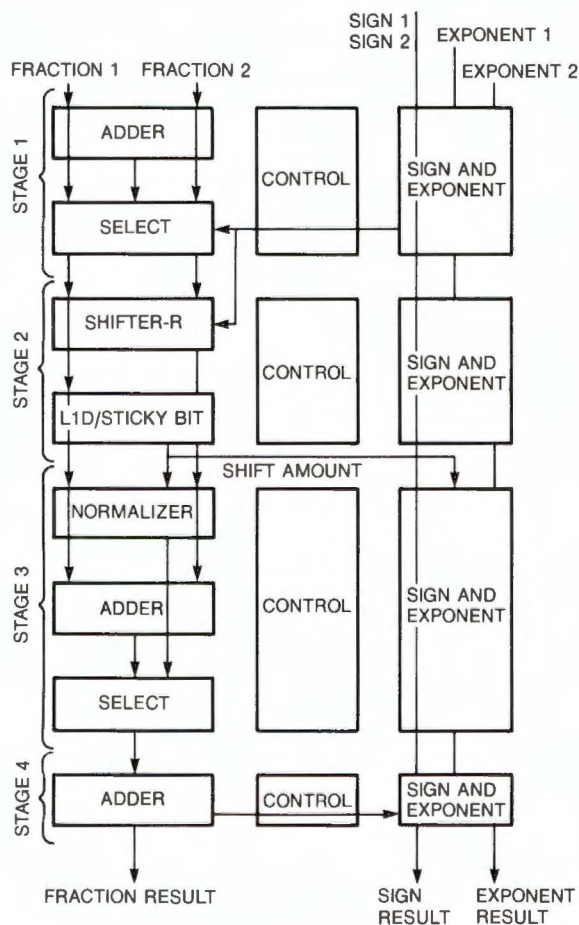 SIGN 1
SIGN 2
EXPONENT 1
EXPONENT 2
FRACTION 1
FRACTION 2
STAGE 1
ADDER
CONTROL
SIGN AND
EXPONENT
SELECT
STAGE 2
SHIFTER-R
CONTROL
SIGN AND
EXPONENT
L1D/STICKY BIT
SHIFT AMOUNT
STAGE 3
NORMALIZER
ADDER
CONTROL
SIGN AND
EXPONENT
SELECT
STAGE 4
ADDER
CONTROL
SIGN AND
EXPONENT
FRACTION RESULT
SIGN
RESULT
EXPONENT
RESULT